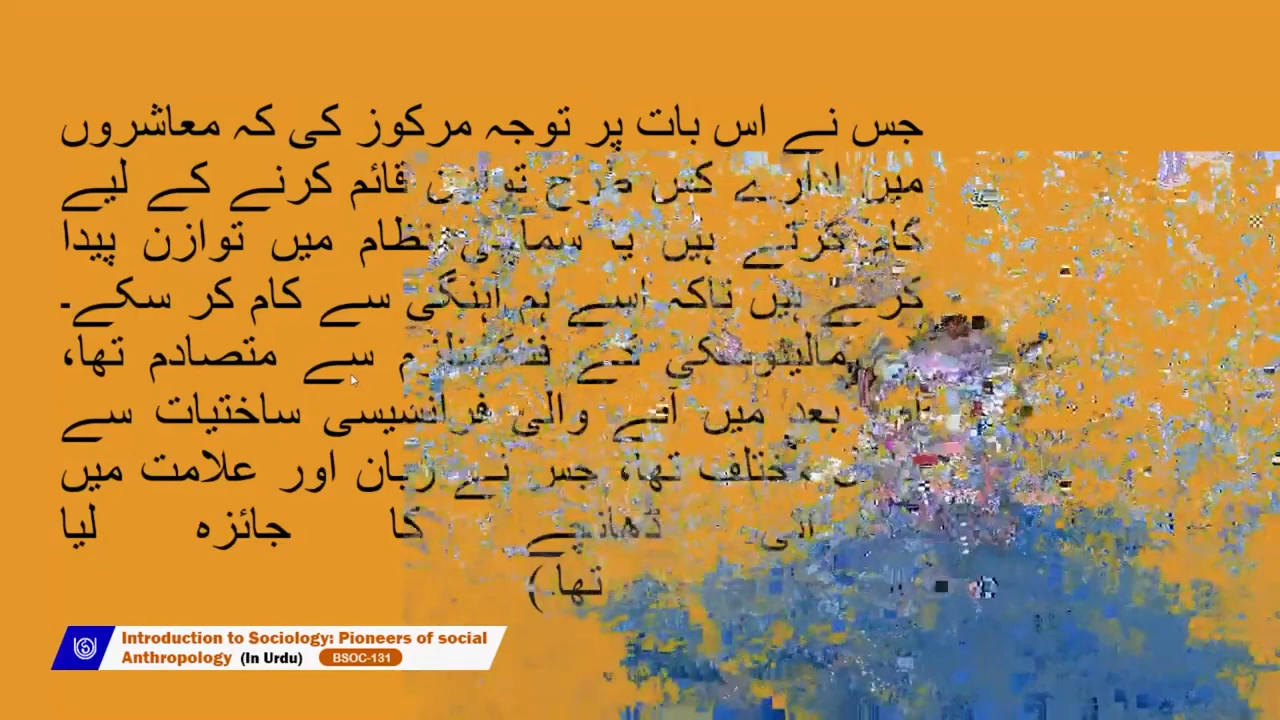 جس نے اس بات پر توجہ مرکوز کی کہ معاشروں
میں ادارے کس طرح توازن قائم کرنے کے لیے
کام کرتے ہیں یا سماجی نظام میں توازن پیدا
کرتے ہیں تاکہ اسے ہم آہنگی سے کام کر سکے۔
مالینوسکی کے فنکشنلزم سے متصادم تھا،
بعد میں آنے والی فرانسیسی ساختیات سے
مختلف تھا، جس نے زبان اور علامت میں
ڈھانچے کا جائزہ لیا
تھا۔)
Introduction to Sociology: Pioneers of social
Anthropology (In Urdu) BSOC-131